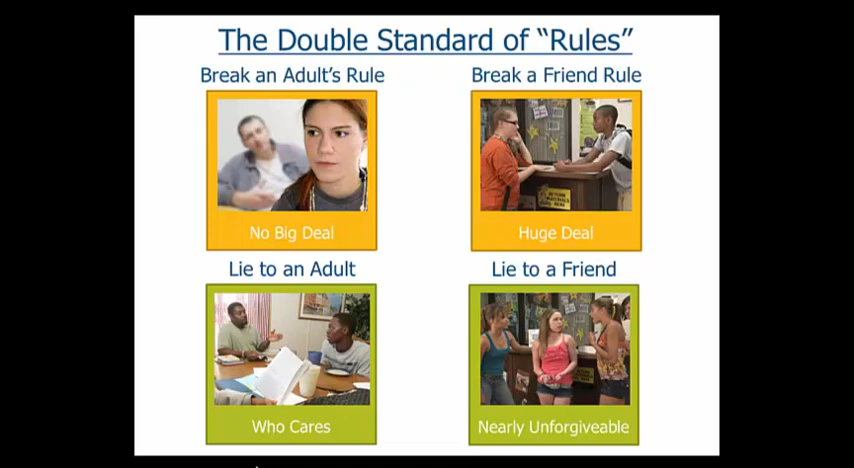 The Double Standard of “Rules”
Break an Adult’s Rule
Break a Friend Rule
No Big Deal
Huge Deal
Lie to an Adult
Lie to a Friend
Who Cares
Nearly Unforgiveable